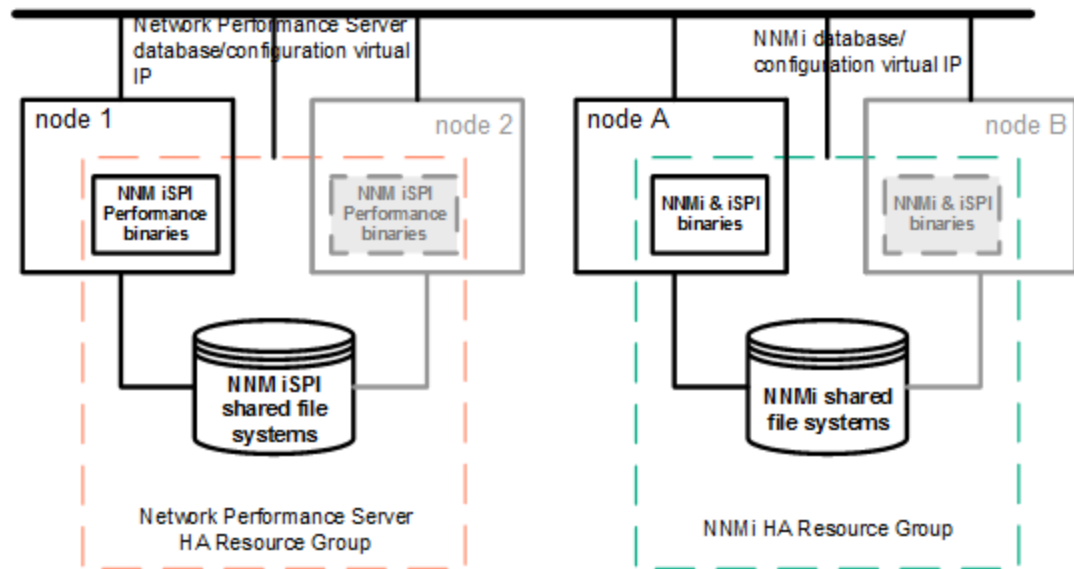 Network Performance Server
database/configuration virtual
IP
NNMi database/
configuration virtual IP
node 1
node 2
node A
node B
NNM iSPI
Performance
binaries
NNM iSPI
Performance
binaries
NNMi & iSPI
binaries
NNMi & iSPI
binaries
NNM iSPI
shared file
systems
NNMi shared
file systems
Network Performance Server
HA Resource Group
NNMi HA Resource Group